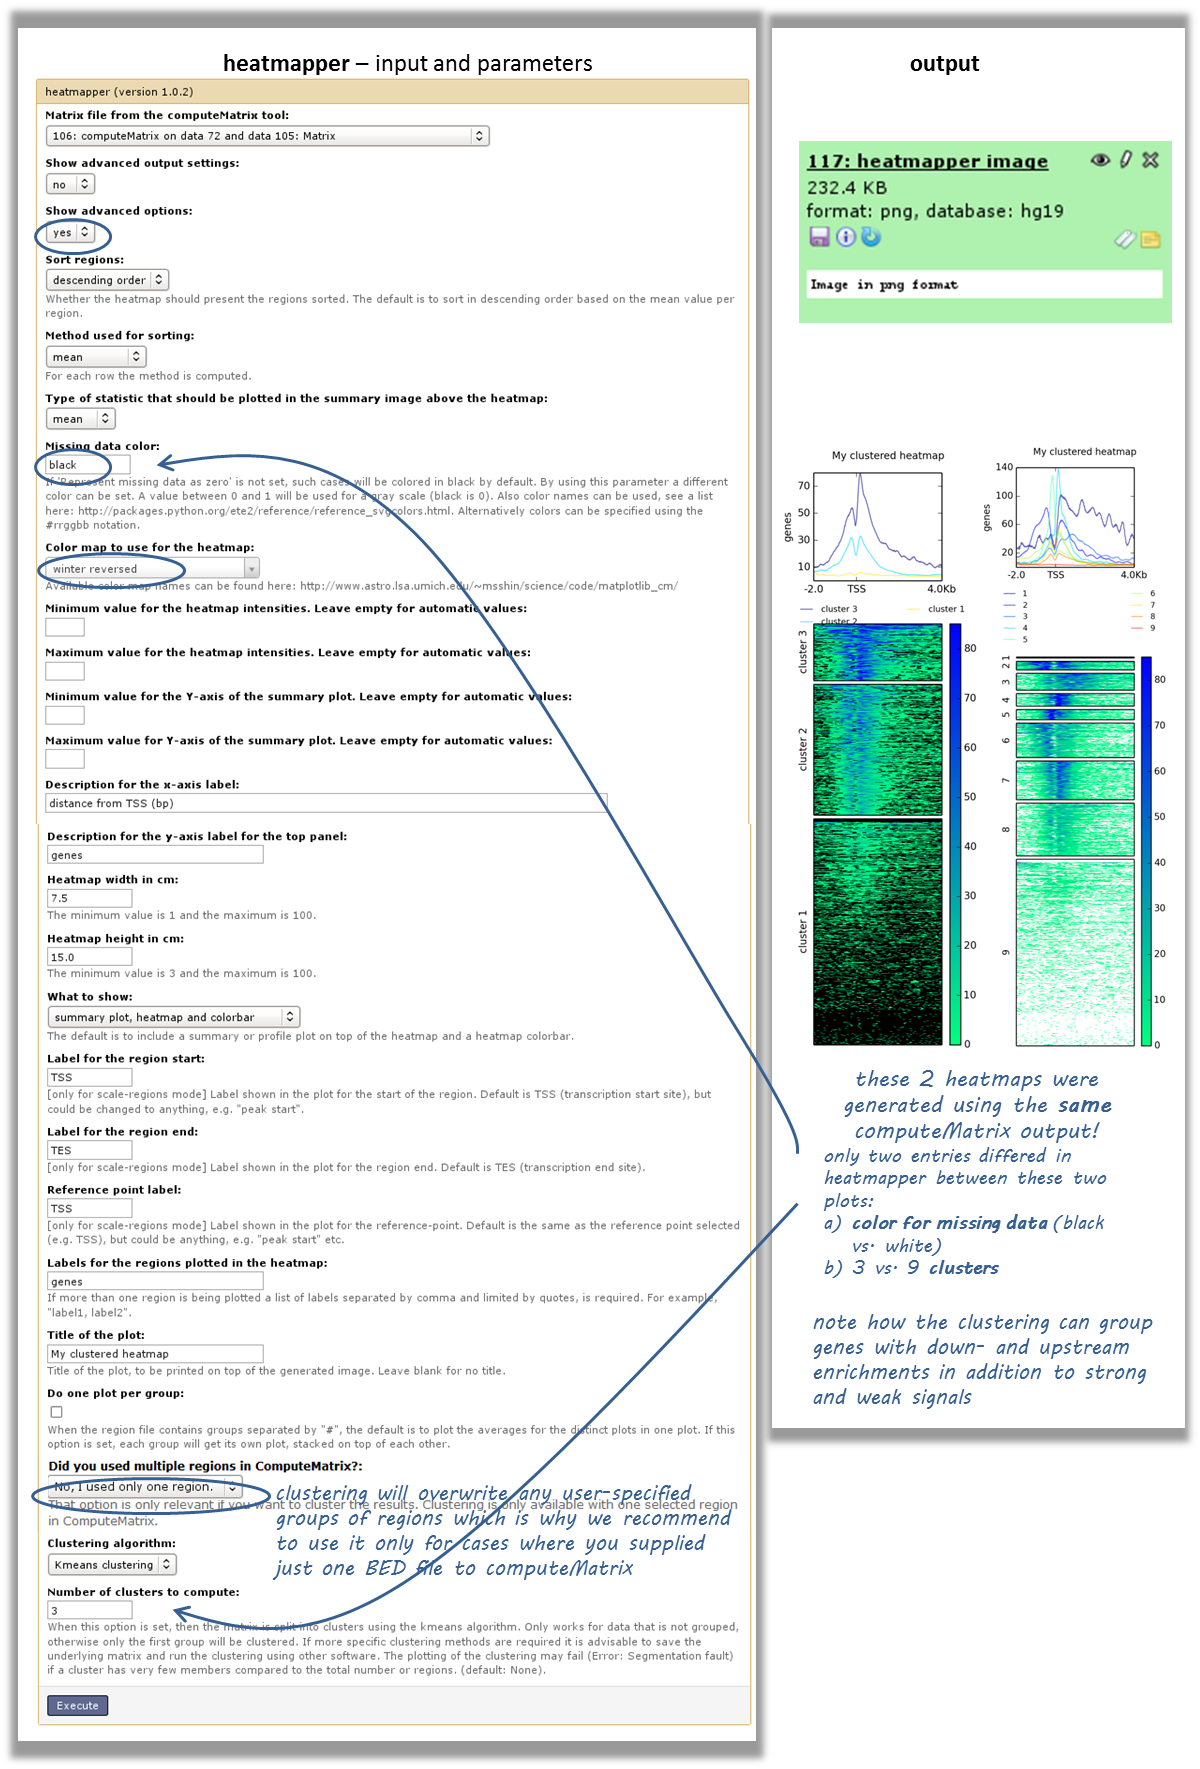 heatmapper – input and parameters
heatmapper (version 1.0.2)
Matrix file from the computeMatrix tool:
106: computeMatrix on data 72 and data 105: Matrix
Show advanced output settings:
no
Show advanced options:
yes
Sort regions:
descending order
Whether the heatmap should present the regions sorted. The default is to sort in descending order based on the mean value per
region.
Method used for sorting:
mean
For each row the method is computed.
Type of statistic that should be plotted in the summary image above the heatmap:
mean
Missing data color:
black
If 'Represent missing data as zero' is not set, such cases will be colored in black by default. By using this parameter a different
color can be set. A value between 0 and 1 will be used for a gray scale (black is 0). Also color names can be used, see a list
here: http://packages.python.org/ete2/reference/reference_svgcolors.html. Alternatively colors can be specified using the
#rrggbb notation.
Color map to use for the heatmap:
winter reversed
Available color map names can be found here: http://www.astro.lsa.umich.edu/~msshin/science/code/matplotlib_cm/
Minimum value for the heatmap intensities. Leave empty for automatic values:
Maximum value for the heatmap intensities. Leave empty for automatic values:
Minimum value for the Y-axis of the summary plot. Leave empty for automatic values:
Maximum value for Y-axis of the summary plot. Leave empty for automatic values:
Description for the x-axis label:
distance from TSS (bp)
Description for the y-axis label for the top panel:
genes
Heatmap width in cm:
7.5
The minimum value is 1 and the maximum is 100.
Heatmap height in cm:
15.0
The minimum value is 3 and the maximum is 100.
What to show:
summary plot, heatmap and colorbar
The default is to include a summary or profile plot on top of the heatmap and a heatmap colorbar.
Label for the region start:
TSS
[only for scale-regions mode] Label shown in the plot for the start of the region. Default is TSS (transcription start site), but
could be changed to anything, e.g. "peak start".
Label for the region end:
TES
[only for scale-regions mode] Label shown in the plot for the region end. Default is TES (transcription end site).
Reference point label:
TSS
[only for scale-regions mode] Label shown in the plot for the reference-point. Default is the same as the reference point selected
(e.g. TSS), but could be anything, e.g. "peak start" etc.
Labels for the regions plotted in the heatmap:
genes
If more than one region is being plotted a list of labels separated by comma and limited by quotes, is required. For example,
"label1, label2".
Title of the plot:
My clustered heatmap
Title of the plot, to be printed on top of the generated image. Leave blank for no title.
Do one plot per group:
When the region file contains groups separated by "#", the default is to plot the averages for the distinct plots in one plot. If this
option is set, each group will get its own plot, stacked on top of each other.
Did you used multiple regions in ComputeMatrix?:
No, I used only one region.
That option is only relevant if you want to cluster the results. Clustering is only available with one selected region
in ComputeMatrix.
clustering will overwrite any user-specified
groups of regions which is why we recommend
to use it only for cases where you supplied
just one BED file to computeMatrix
Clustering algorithm:
Kmeans clustering
Number of clusters to compute:
3
When this option is set, then the matrix is split into clusters using the kmeans algorithm. Only works for data that is not grouped,
otherwise only the first group will be clustered. If more specific clustering methods are required it is advisable to save the
underlying matrix and run the clustering using other software. The plotting of the clustering may fail (Error: Segmentation fault)
if a cluster has very few members compared to the total number or regions. (default: None).
Execute
output
117: heatmapper image
232.4 KB
format: png, database: hg19
Image in png format
My clustered heatmap
70
50
30
10
genes
-2.0 TSS 4.0Kb
cluster 3 cluster 1
cluster 2
cluster 3
cluster 2
cluster 1
80
70
60
50
40
30
20
10
0
My clustered heatmap
140
100
60
20
genes
-2.0 TSS 4.0Kb
1 6
2 7
3 8
4 9
5
1
2
3
4
5
6
7
8
9
80
70
60
50
40
30
20
10
0
these 2 heatmaps were
generated using the same
computeMatrix output!
only two entries differed in
heatmapper between these two
plots:
a) color for missing data (black
vs. white)
b) 3 vs. 9 clusters
note how the clustering can group
genes with down- and upstream
enrichments in addition to strong
and weak signals